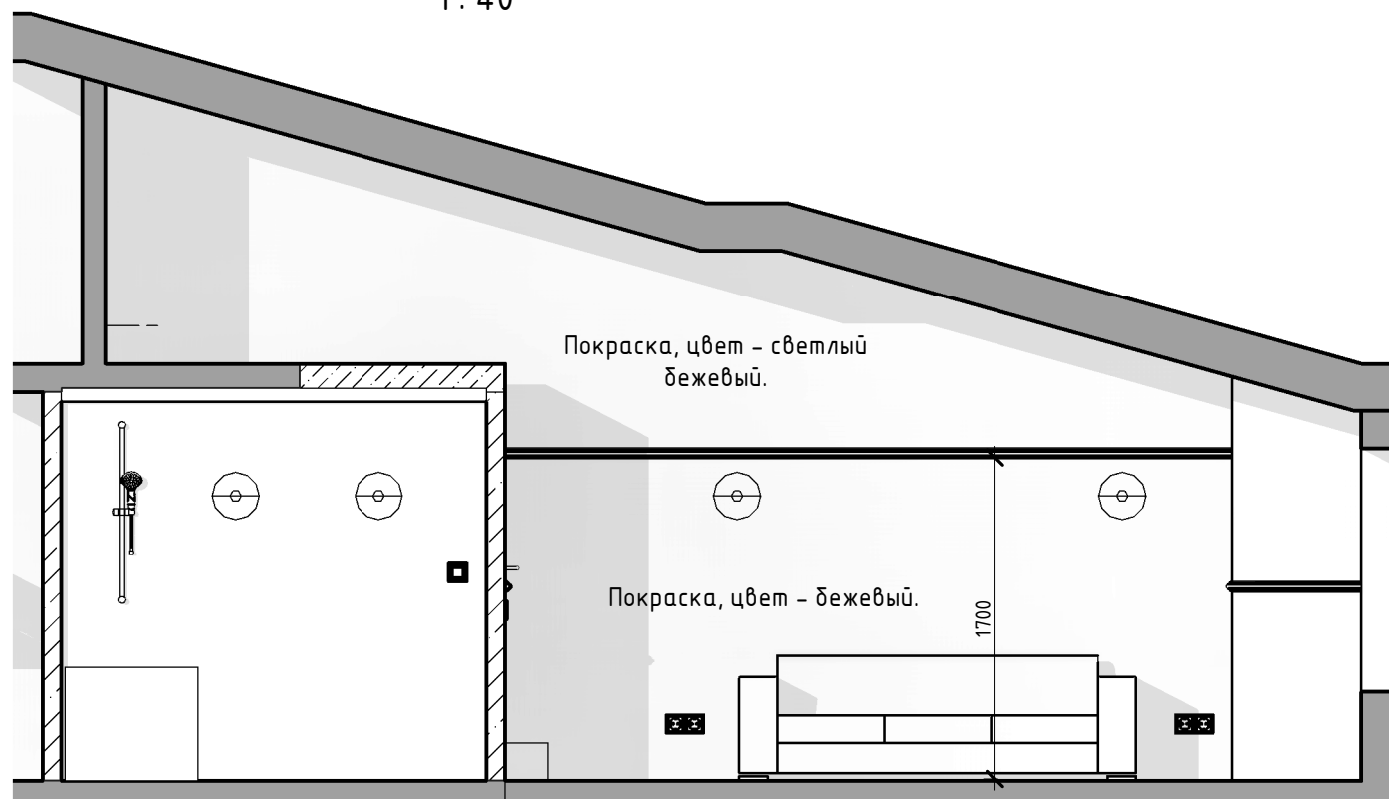 1:40
Покраска, цвет - светлый
бежевый.
Покраска, цвет - бежевый.
1700